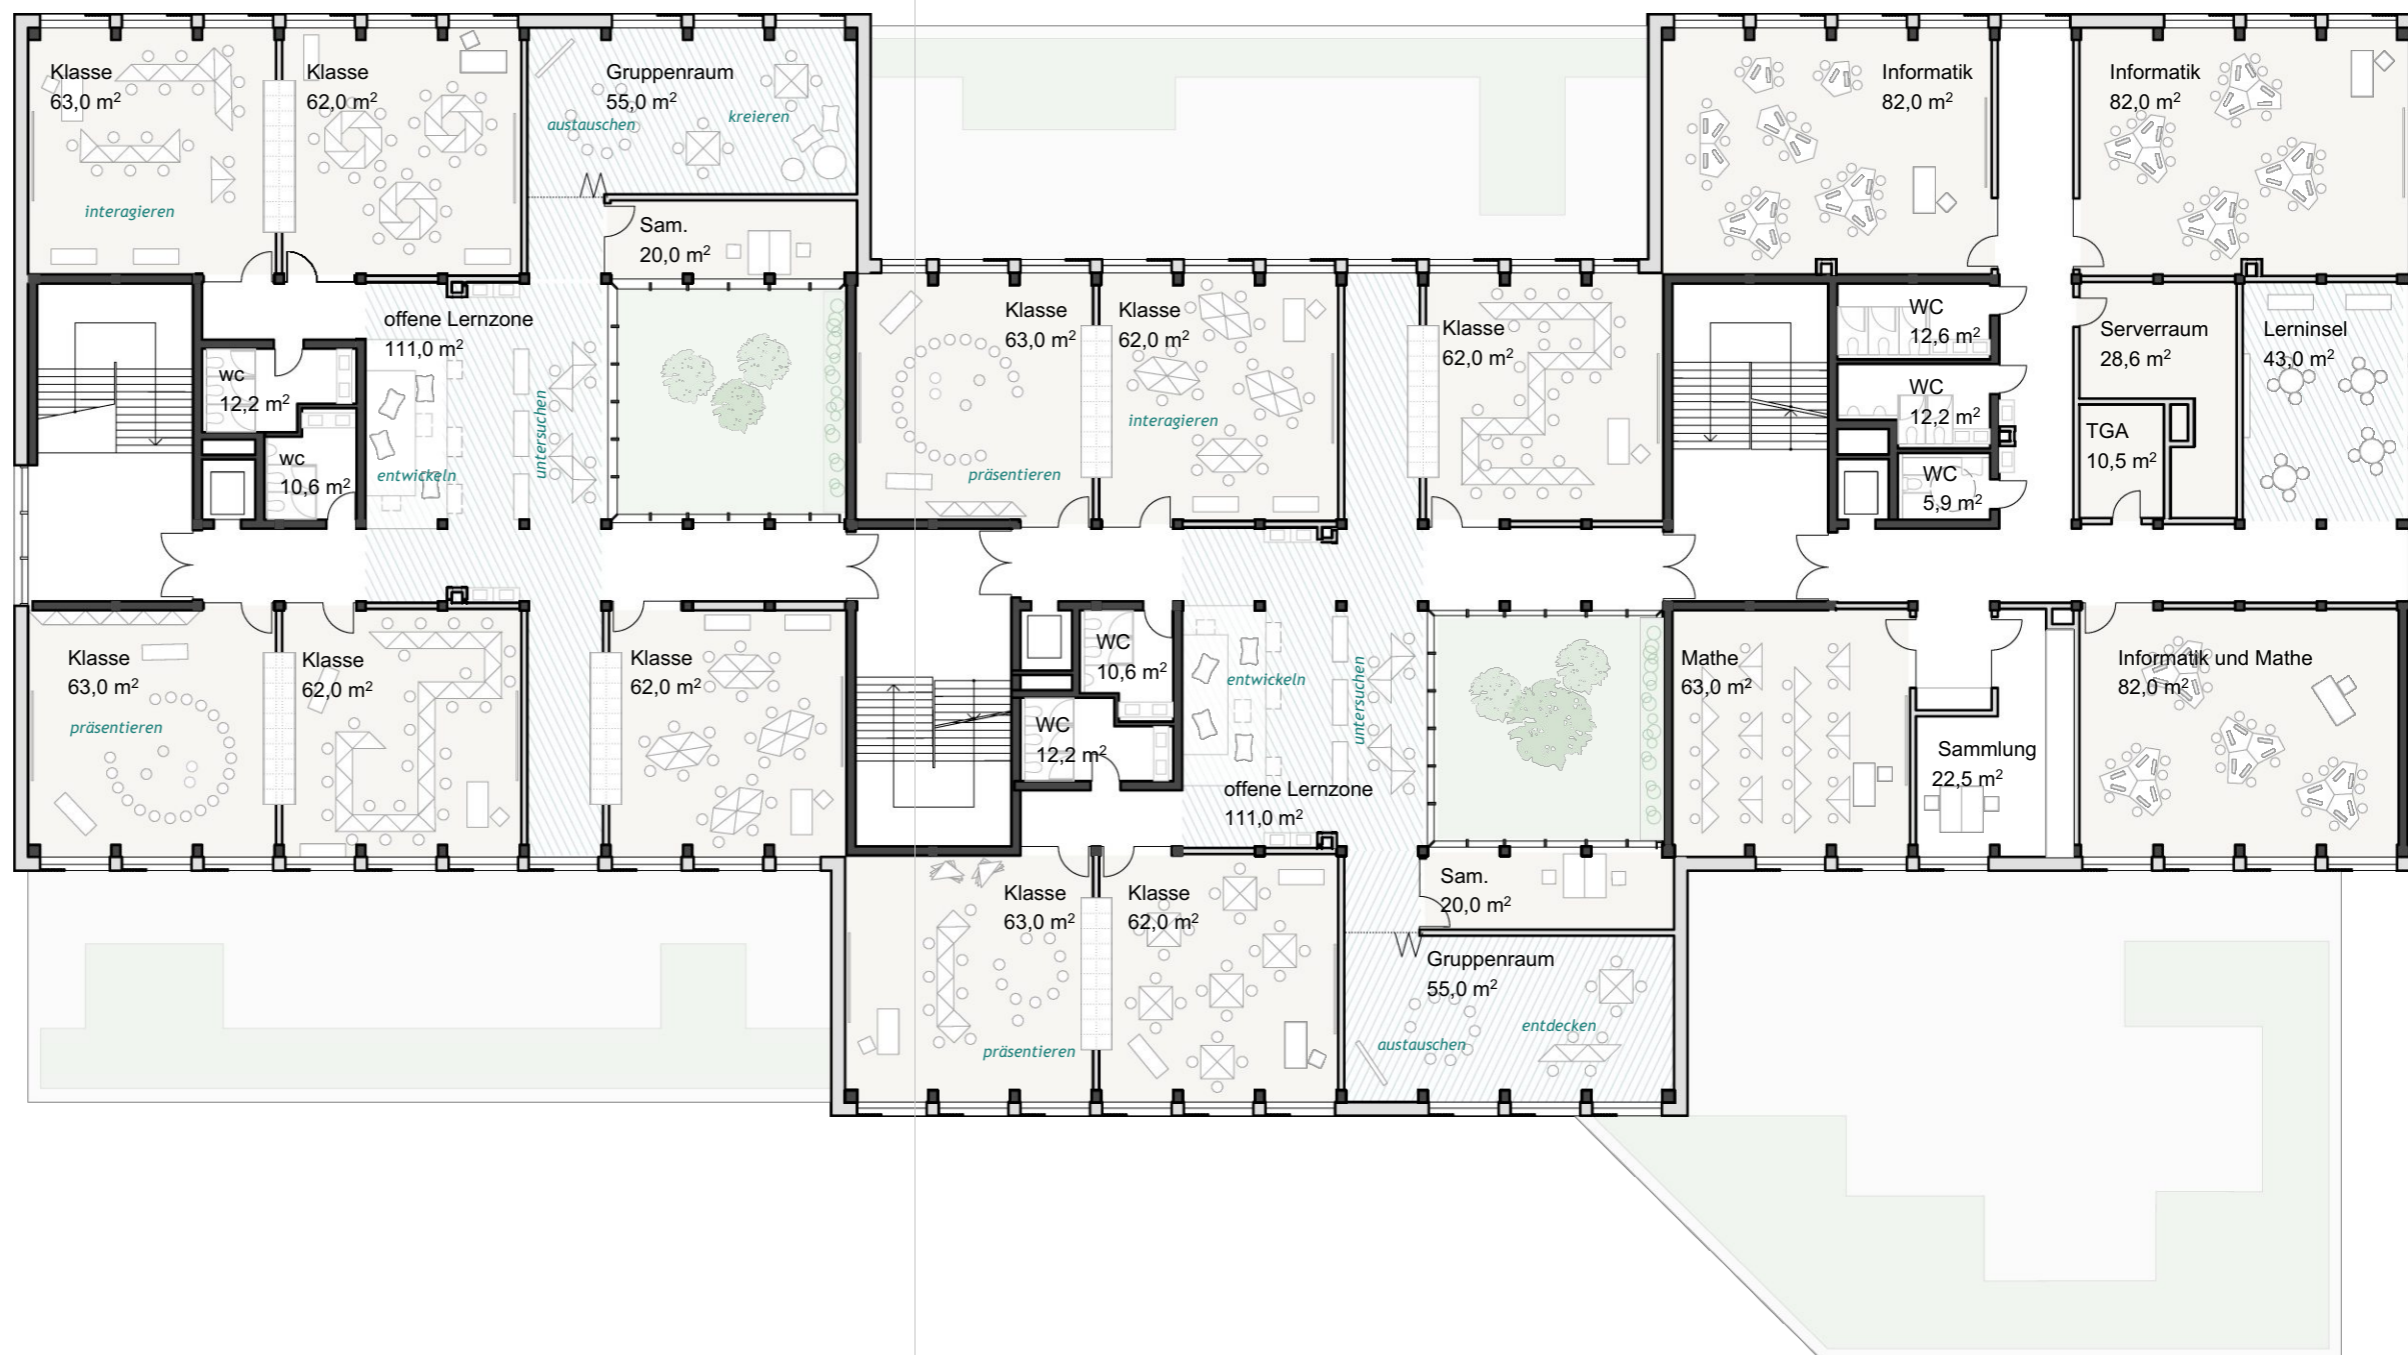 Klasse
63,0 m²
interagieren
Klasse
62,0 m²
Gruppenraum
55,0 m²
austauschen
kreieren
Sam.
20,0 m²
Informatik
82,0 m²
Informatik
82,0 m²
offene Lernzone
111,0 m²
wc
12,2 m²
wc
10,6 m²
entwickeln
untersuchen
Klasse
63,0 m²
präsentieren
Klasse
62,0 m²
interagieren
Klasse
62,0 m²
WC
12,6 m²
WC
12,2 m²
WC
5,9 m²
Serverraum
28,6 m²
TGA
10,5 m²
Lerninsel
43,0 m²
Klasse
63,0 m²
präsentieren
Klasse
62,0 m²
Klasse
62,0 m²
WC
10,6 m²
WC
12,2 m²
entwickeln
untersuchen
offene Lernzone
111,0 m²
Mathe
63,0 m²
Sammlung
22,5 m²
Informatik und Mathe
82,0 m²
Klasse
63,0 m²
präsentieren
Klasse
62,0 m²
Sam.
20,0 m²
Gruppenraum
55,0 m²
austauschen
entdecken